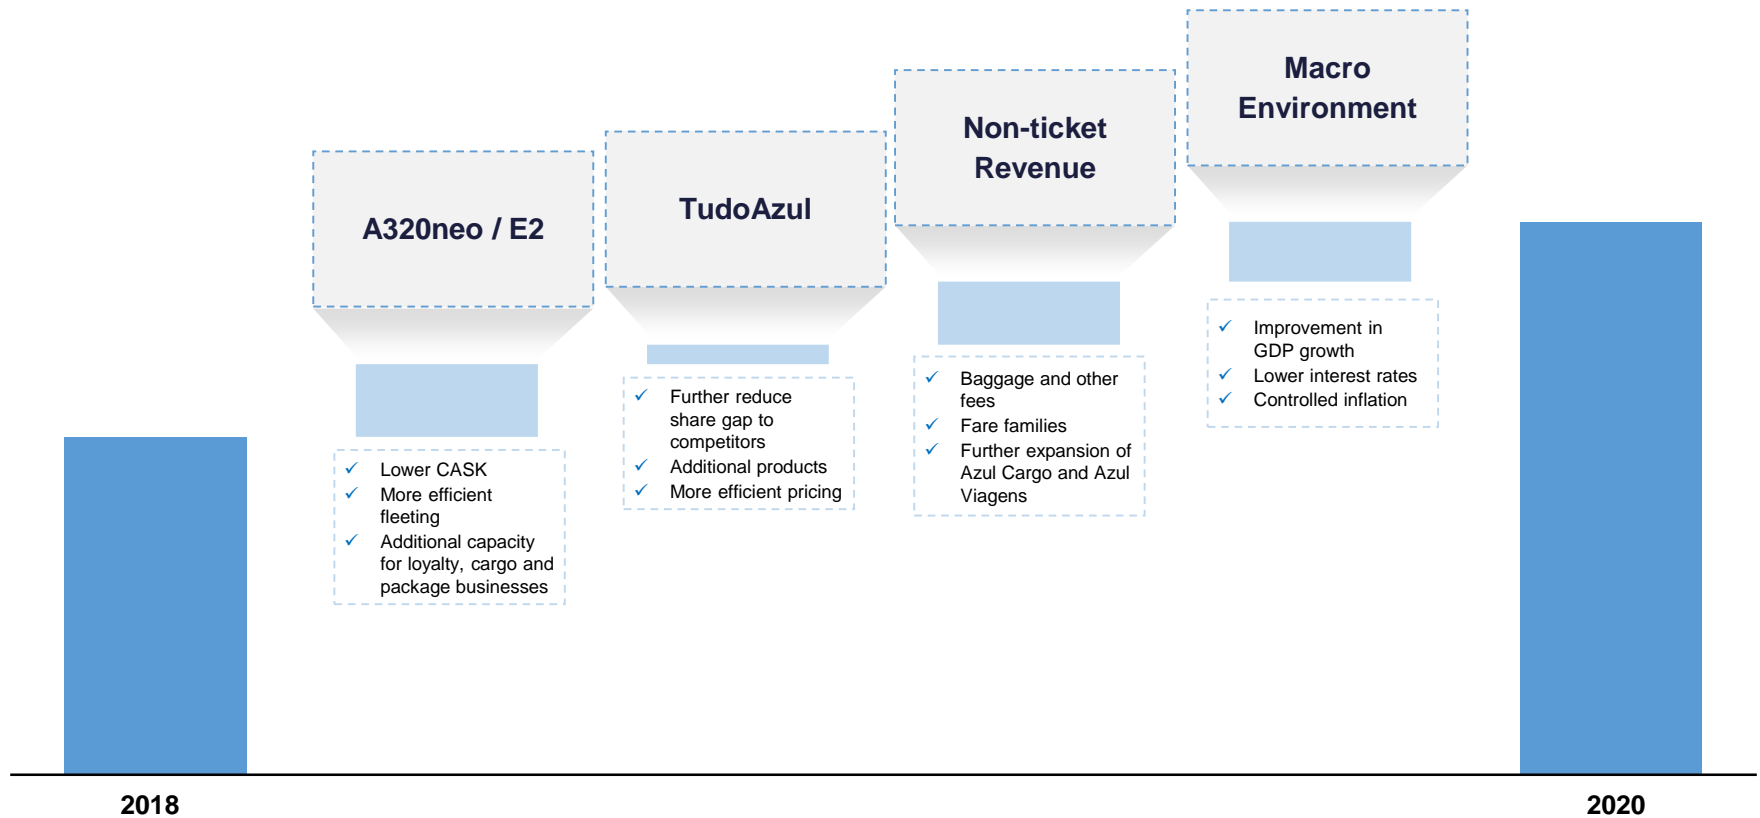 A320neo / E2
Lower CASK
More efficient
fleeting
Additional capacity
for loyalty, cargo and
package businesses
TudoAzul
Further reduce
share gap to
competitors
Additional products
More efficient pricing
Non-ticket
Revenue
Baggage and other
fees
Fare families
Further expansion of
Azul Cargo and Azul
Viagens
Macro
Environment
Improvement in
GDP growth
Lower interest rates
Controlled inflation
2018
2020